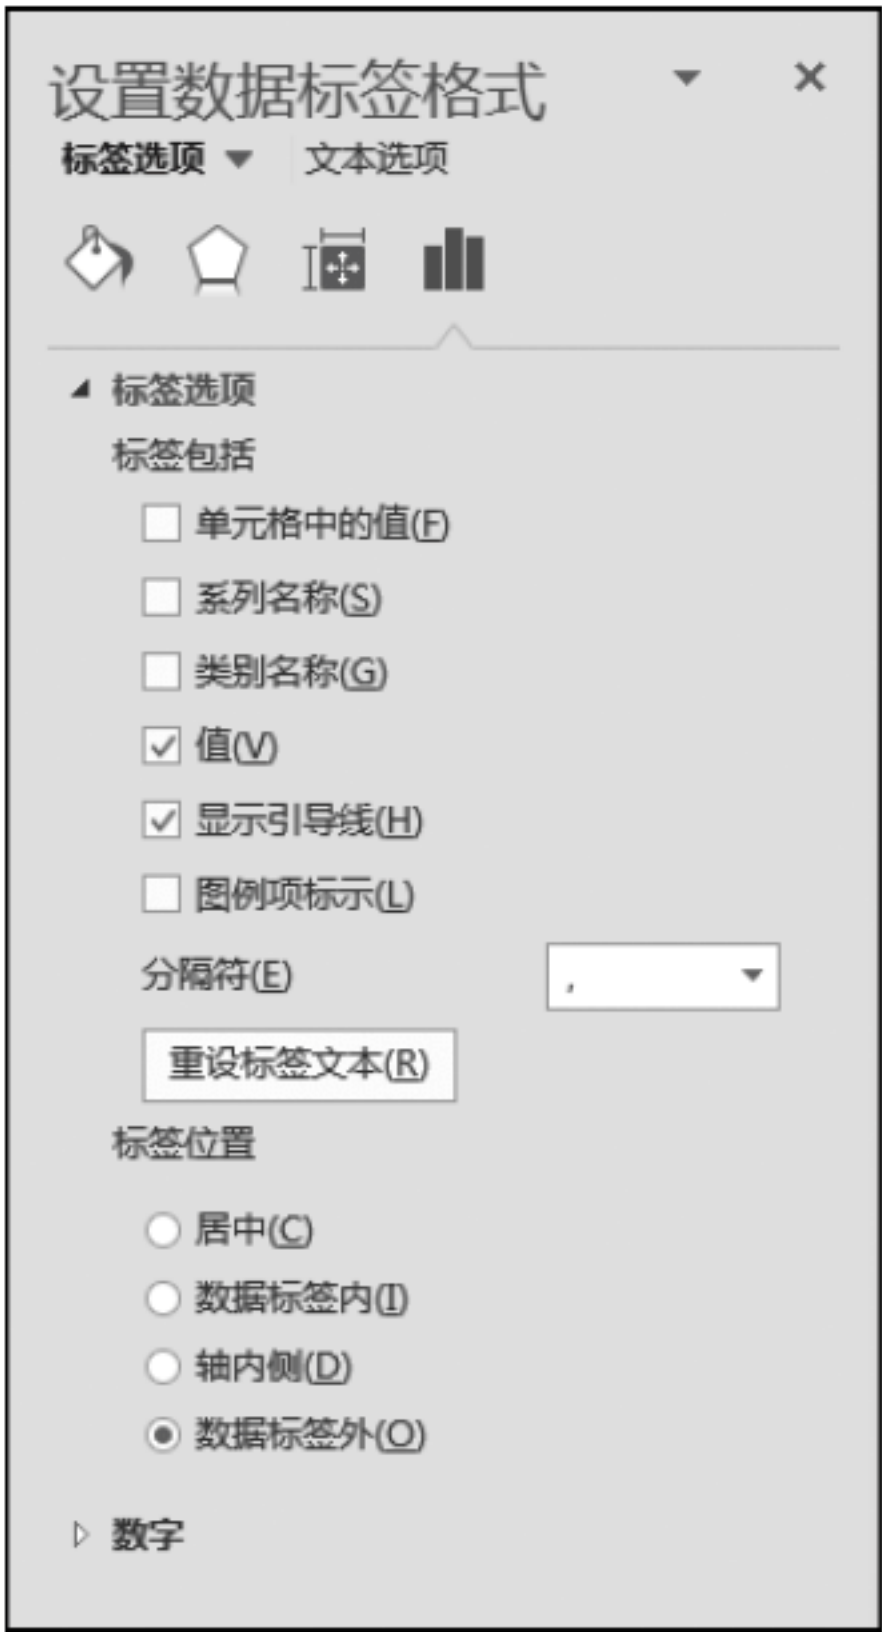 设置数据标签格式
标签选项 文本选项
标签选项
标签包括
单元格中的值(F)
系列名称(S)
类别名称(G)
值(V)
显示引导线(H)
图例项标示(L)
分隔符(E) ,
重设标签文本(R)
标签位置
居中(C)
数据标签内(I)
轴内侧(D)
数据标签外(O)
数字